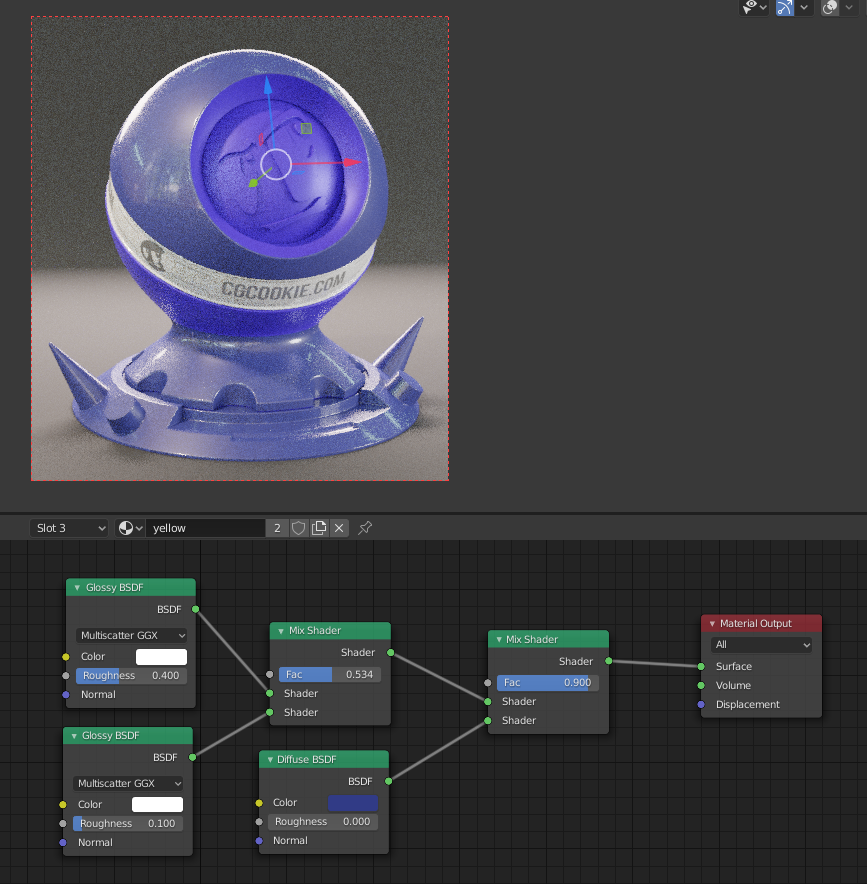 CGCOOKIE.COM
Slot 3
yellow
2
Glossy BSDF
BSDF
Multiscatter GGX
Color
Roughness 0.400
Normal
Glossy BSDF
BSDF
Multiscatter GGX
Color
Roughness 0.100
Normal
Mix Shader
Shader
Fac 0.534
Shader
Shader
Diffuse BSDF
BSDF
Color
Roughness 0.000
Normal
Mix Shader
Shader
Fac 0.900
Shader
Shader
Material Output
All
Surface
Volume
Displacement